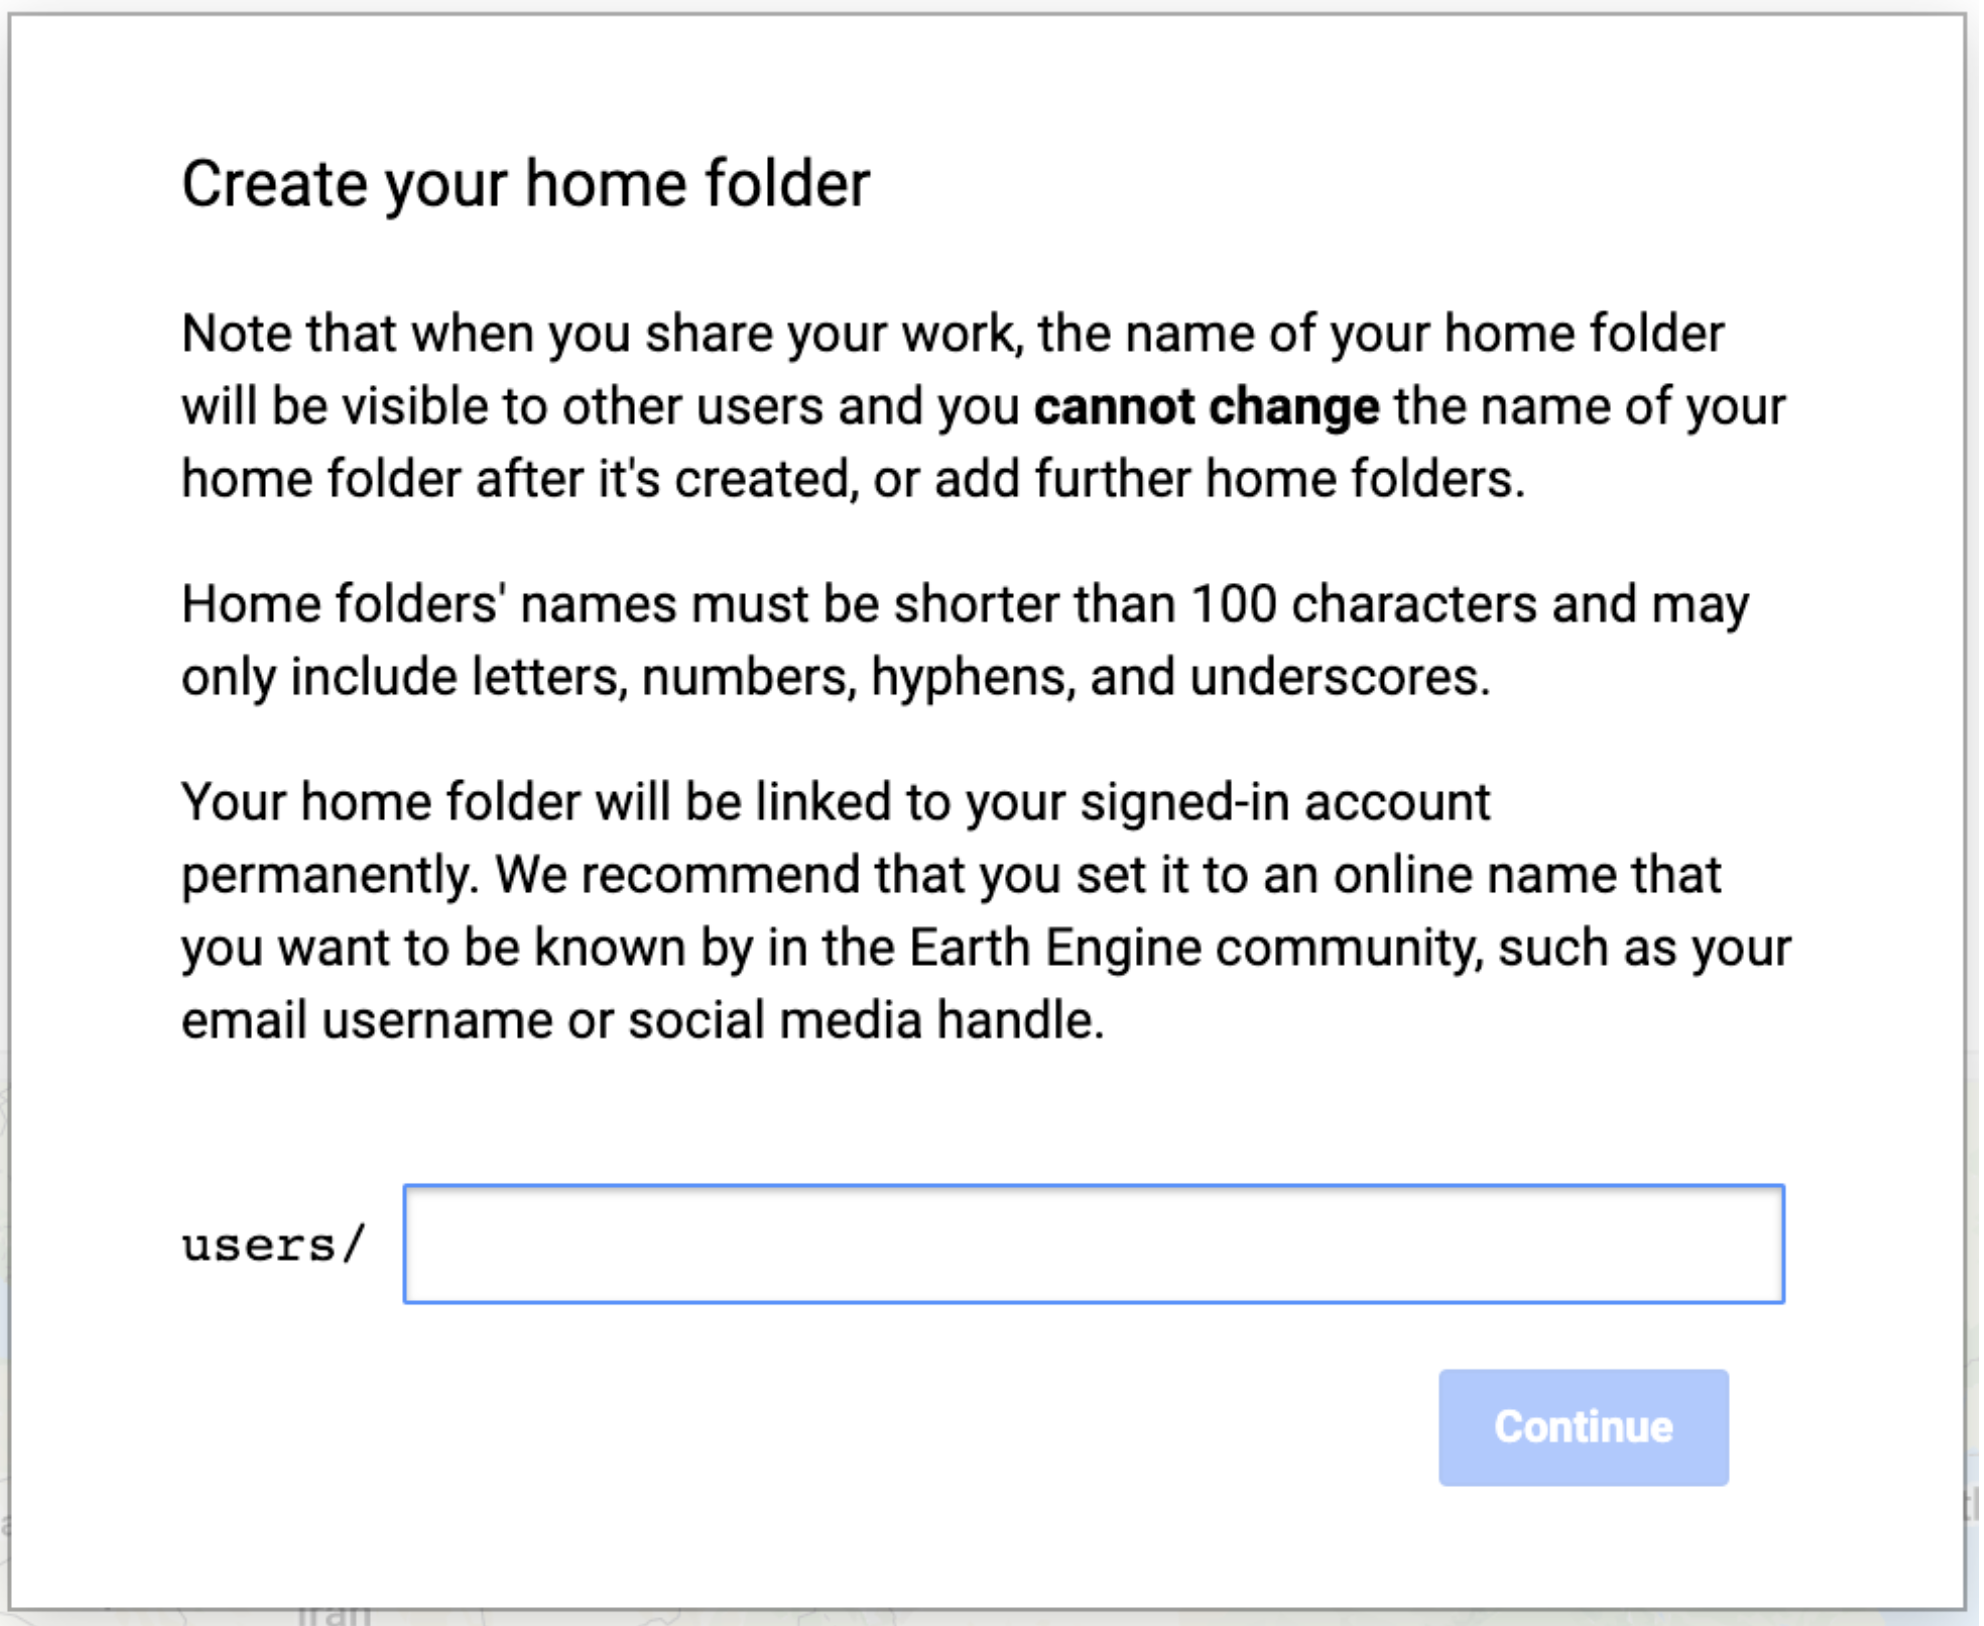 Create your home folder
Note that when you share your work, the name of your home folder
will be visible to other users and you cannot change the name of your
home folder after it's created, or add further home folders.
Home folders' names must be shorter than 100 characters and may
only include letters, numbers, hyphens, and underscores.
Your home folder will be linked to your signed-in account
permanently. We recommend that you set it to an online name that
you want to be known by in the Earth Engine community, such as your
email username or social media handle.
users/
Continue
Iran